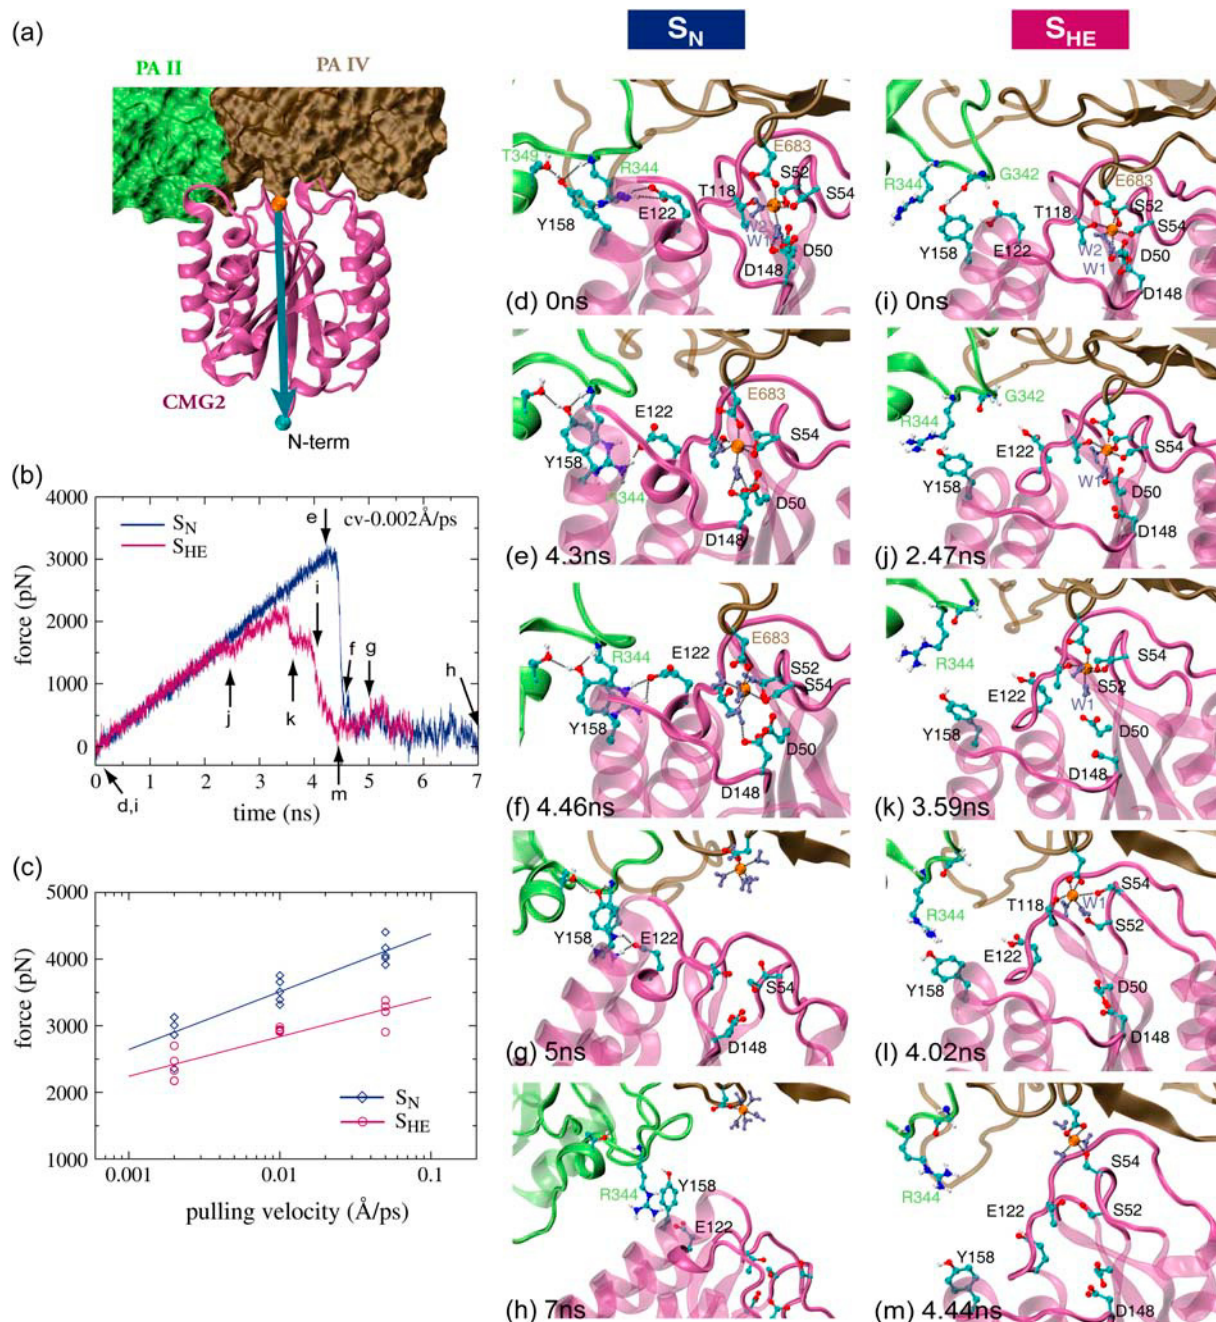 (a)
PA II
PA IV
CMG2
N-term
(b)
4000
3000
2000
1000
0
force (pN)
S_N
S_HE
cv-0.002Å/ps
e
i
f
g
h
j
k
m
d,i
0 1 2 3 4 5 6 7
time (ns)
(c)
5000
4000
3000
2000
1000
force (pN)
S_N
S_HE
0.001 0.01 0.1
pulling velocity (Å/ps)
S_N
T349
R344
E683
S52
T118
S54
Y158
E122
W2
W1
D50
D148
(d) 0ns
E683
E122
S54
Y158
R344
D50
D148
(e) 4.3ns
E683
R344
E122
S52
S54
Y158
D50
D148
(f) 4.46ns
Y158
E122
S54
D148
(g) 5ns
R344
Y158
E122
(h) 7ns
S_HE
R344
G342
E683
S52
T118
S54
Y158
E122
W2
D50
W1
D148
(i) 0ns
G342
R344
E122
S54
Y158
W1
D50
D148
(j) 2.47ns
R344
S54
E122
S52
W1
Y158
D50
D148
(k) 3.59ns
S54
T118
W1
R344
S52
E122
Y158
D50
D148
(l) 4.02ns
S54
R344
E122
S52
Y158
D148
(m) 4.44ns